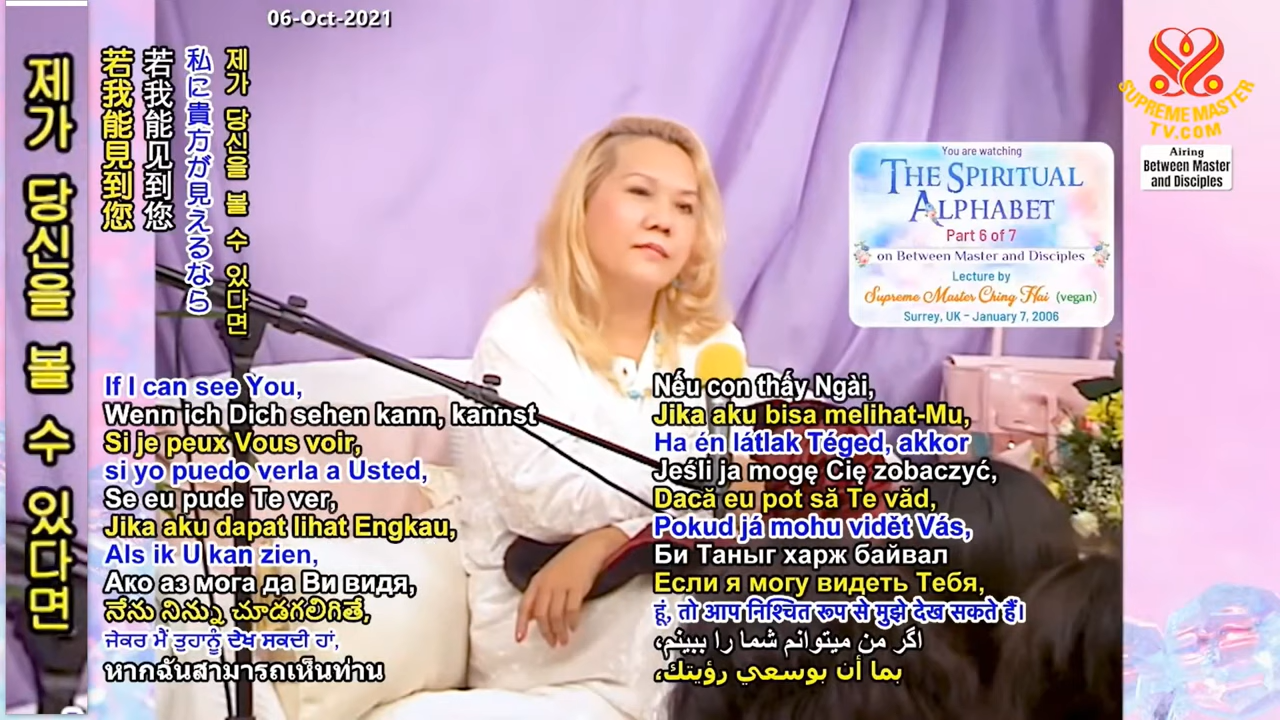 06-Oct-2021
제가 당신을 볼 수 있다면
若我能見到您
若我能见到您
私に貴方が見えるなら
제가 당신을 볼 수 있다면
SUPREME MASTER
TV.COM
Airing
Between Master
and Disciples
You are watching
THE SPIRITUAL
ALPHABET
Part 6 of 7
on Between Master and Disciples
Lecture by
Supreme Master Ching Hai (vegan)
Surrey, UK – January 7, 2006
If I can see You,
Wenn ich Dich sehen kann, kannst
Si je peux Vous voir,
si yo puedo verla a Usted,
Se eu pude Te ver,
Jika aku dapat lihat Engkau,
Als ik U kan zien,
Ако аз мога да Ви видя,
నేను నిన్ను చూడగలిగితే,
ਜੇਕਰ ਮੈਂ ਤੁਹਾਨੂੰ ਦੇਖ ਸਕਦੀ ਹਾਂ,
หากฉันสามารถเห็นท่าน
Nếu con thấy Ngài,
Jika aku bisa melihat-Mu,
Ha én látlak Téged, akkor
Jeśli ja mogę Cię zobaczyć,
Dacă eu pot să Te văd,
Pokud já mohu vidět Vás,
Би Таныг харж байвал
Если я могу видеть Тебя,
हूं, तो आप निश्चित रूप से मुझे देख सकते हैं।
اگر من میتوانم شما را ببینم،
بما أن بوسعي رؤيتك،